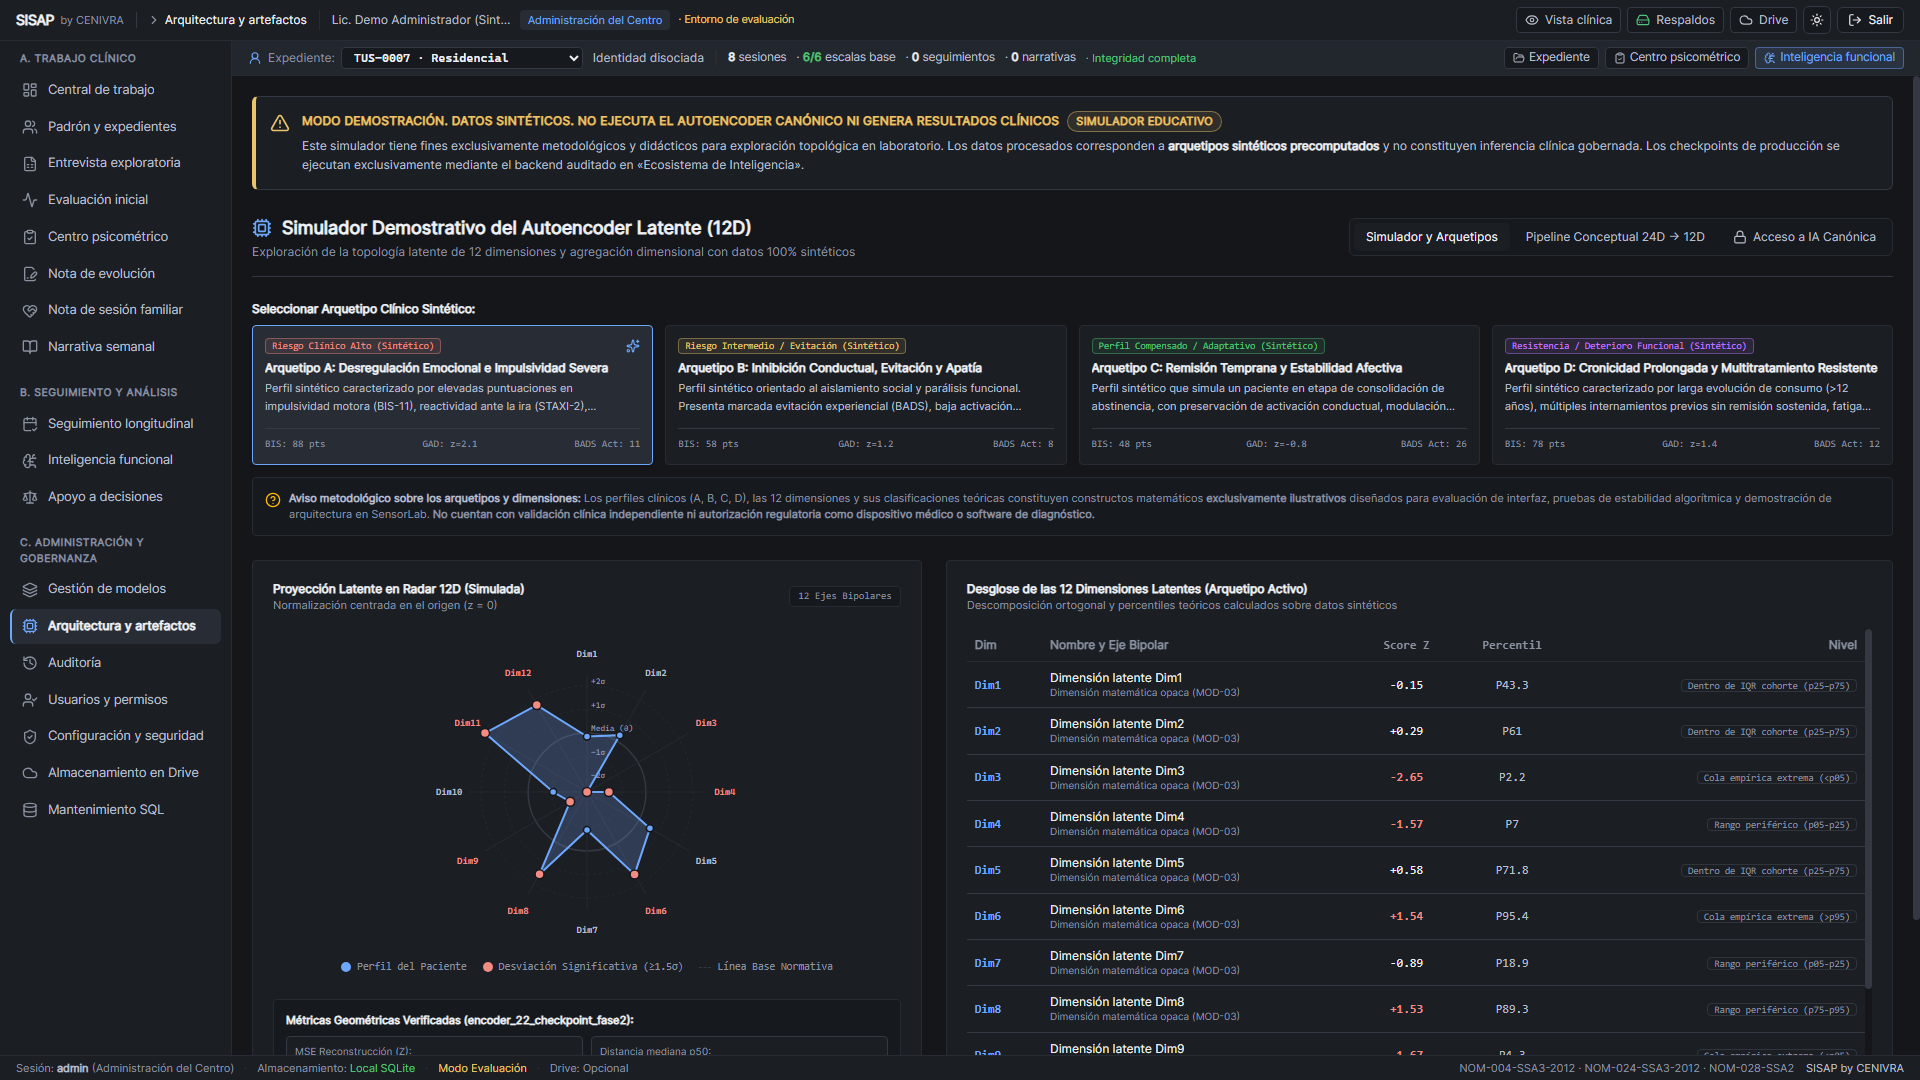 SISAP by CENIVRA
Arquitectura y artefactos
Lic. Demo Administrador (Sint...
Administración del Centro
· Entorno de evaluación
Vista clínica
Respaldos
Drive
Salir
Expediente:
TUS-0007 · Residencial
Identidad disociada
8 sesiones · 6/6 escalas base · 0 seguimientos · 0 narrativas · Integridad completa
Expediente
Centro psicométrico
Inteligencia funcional
A. TRABAJO CLÍNICO
Central de trabajo
Padrón y expedientes
Entrevista exploratoria
Evaluación inicial
Centro psicométrico
Nota de evolución
Nota de sesión familiar
Narrativa semanal
B. SEGUIMIENTO Y ANÁLISIS
Seguimiento longitudinal
Inteligencia funcional
Apoyo a decisiones
C. ADMINISTRACIÓN Y
GOBERNANZA
Gestión de modelos
Arquitectura y artefactos
Auditoría
Usuarios y permisos
Configuración y seguridad
Almacenamiento en Drive
Mantenimiento SQL
MODO DEMOSTRACIÓN. DATOS SINTÉTICOS. NO EJECUTA EL AUTOENCODER CANÓNICO NI GENERA RESULTADOS CLÍNICOS
SIMULADOR EDUCATIVO
Este simulador tiene fines exclusivamente metodológicos y didácticos para exploración topológica en laboratorio. Los datos procesados corresponden a arquetipos sintéticos precomputados y no constituyen inferencia clínica gobernada. Los checkpoints de producción se
ejecutan exclusivamente mediante el backend auditado en «Ecosistema de Inteligencia».
Simulador Demostrativo del Autoencoder Latente (12D)
Exploración de la topología latente de 12 dimensiones y agregación dimensional con datos 100% sintéticos
Simulador y Arquetipos
Pipeline Conceptual 24D → 12D
Acceso a IA Canónica
Seleccionar Arquetipo Clínico Sintético:
Riesgo Clínico Alto (Sintético)
Arquetipo A: Desregulación Emocional e Impulsividad Severa
Perfil sintético caracterizado por elevadas puntuaciones en
impulsividad motora (BIS-11), reactividad ante la ira (STAXI-2),...
BIS: 88 pts
GAD: z=2.1
BADS Act: 11
Riesgo Intermedio / Evitación (Sintético)
Arquetipo B: Inhibición Conductual, Evitación y Apatía
Perfil sintético orientado al aislamiento social y parálisis funcional.
Presenta marcada evitación experiencial (BADS), baja activación...
BIS: 58 pts
GAD: z=1.2
BADS Act: 8
Perfil Compensado / Adaptativo (Sintético)
Arquetipo C: Remisión Temprana y Estabilidad Afectiva
Perfil sintético que simula un paciente en etapa de consolidación de
abstinencia, con preservación de activación conductual, modulación...
BIS: 48 pts
GAD: z=-0.8
BADS Act: 26
Resistencia / Deterioro Funcional (Sintético)
Arquetipo D: Cronicidad Prolongada y Multitratamiento Resistente
Perfil sintético caracterizado por larga evolución de consumo (>12
años), múltiples internamientos previos sin remisión sostenida, fatiga...
BIS: 78 pts
GAD: z=1.4
BADS Act: 12
Aviso metodológico sobre los arquetipos y dimensiones: Los perfiles clínicos (A, B, C, D), las 12 dimensiones y sus clasificaciones teóricas constituyen constructos matemáticos exclusivamente ilustrativos diseñados para evaluación de interfaz, pruebas de estabilidad algorítmica y demostración de
arquitectura en SensorLab. No cuentan con validación clínica independiente ni autorización regulatoria como dispositivo médico o software de diagnóstico.
Proyección Latente en Radar 12D (Simulada)
Normalización centrada en el origen (z = 0)
12 Ejes Bipolares
Dim1
Dim2
Dim3
Dim4
Dim5
Dim6
Dim7
Dim8
Dim9
Dim10
Dim11
Dim12
+2σ
+1σ
Media (0)
-1σ
-2σ
Perfil del Paciente
Desviación Significativa (≥1.5σ)
Línea Base Normativa
Métricas Geométricas Verificadas (encoder_22_checkpoint_fase2):
MSE Reconstrucción (Z):
Distancia mediana p50:
Desglose de las 12 Dimensiones Latentes (Arquetipo Activo)
Descomposición ortogonal y percentiles teóricos calculados sobre datos sintéticos
Dim
Nombre y Eje Bipolar
Score Z
Percentil
Nivel
Dim1
Dimensión latente Dim1
Dimensión matemática opaca (MOD-03)
-0.15
P43.3
Dentro de IQR cohorte (p25-p75)
Dim2
Dimensión latente Dim2
Dimensión matemática opaca (MOD-03)
+0.29
P61
Dentro de IQR cohorte (p25-p75)
Dim3
Dimensión latente Dim3
Dimensión matemática opaca (MOD-03)
-2.65
P2.2
Cola empírica extrema (<p05)
Dim4
Dimensión latente Dim4
Dimensión matemática opaca (MOD-03)
-1.57
P7
Rango periférico (p05-p25)
Dim5
Dimensión latente Dim5
Dimensión matemática opaca (MOD-03)
+0.58
P71.8
Dentro de IQR cohorte (p25-p75)
Dim6
Dimensión latente Dim6
Dimensión matemática opaca (MOD-03)
+1.54
P95.4
Cola empírica extrema (>p95)
Dim7
Dimensión latente Dim7
Dimensión matemática opaca (MOD-03)
-0.89
P18.9
Rango periférico (p05-p25)
Dim8
Dimensión latente Dim8
Dimensión matemática opaca (MOD-03)
+1.53
P89.3
Rango periférico (p75-p95)
Dim9
Dimensión latente Dim9
-1.67
P4.3
Sesión: admin (Administración del Centro)
Almacenamiento: Local SQLite
Modo Evaluación
Drive: Opcional
NOM-004-SSA3-2012 · NOM-024-SSA3-2012 · NOM-028-SSA2
SISAP by CENIVRA